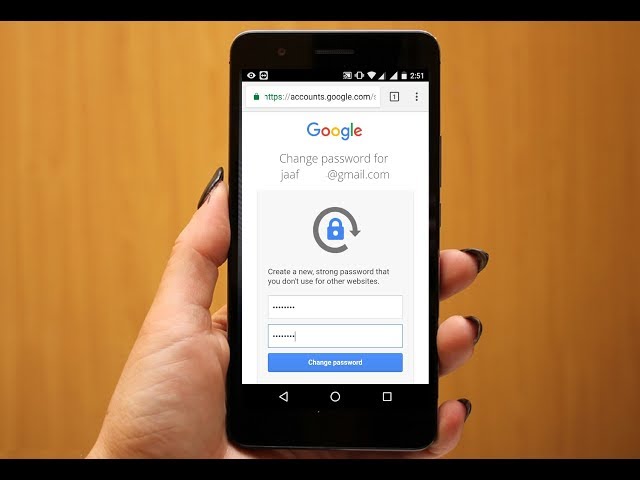 2:51
https://accounts.google.com/s
1
Google
Change password for
jaaf @gmail.com
Create a new, strong password that
you don't use for other websites.
••••••••
••••••••
Change password